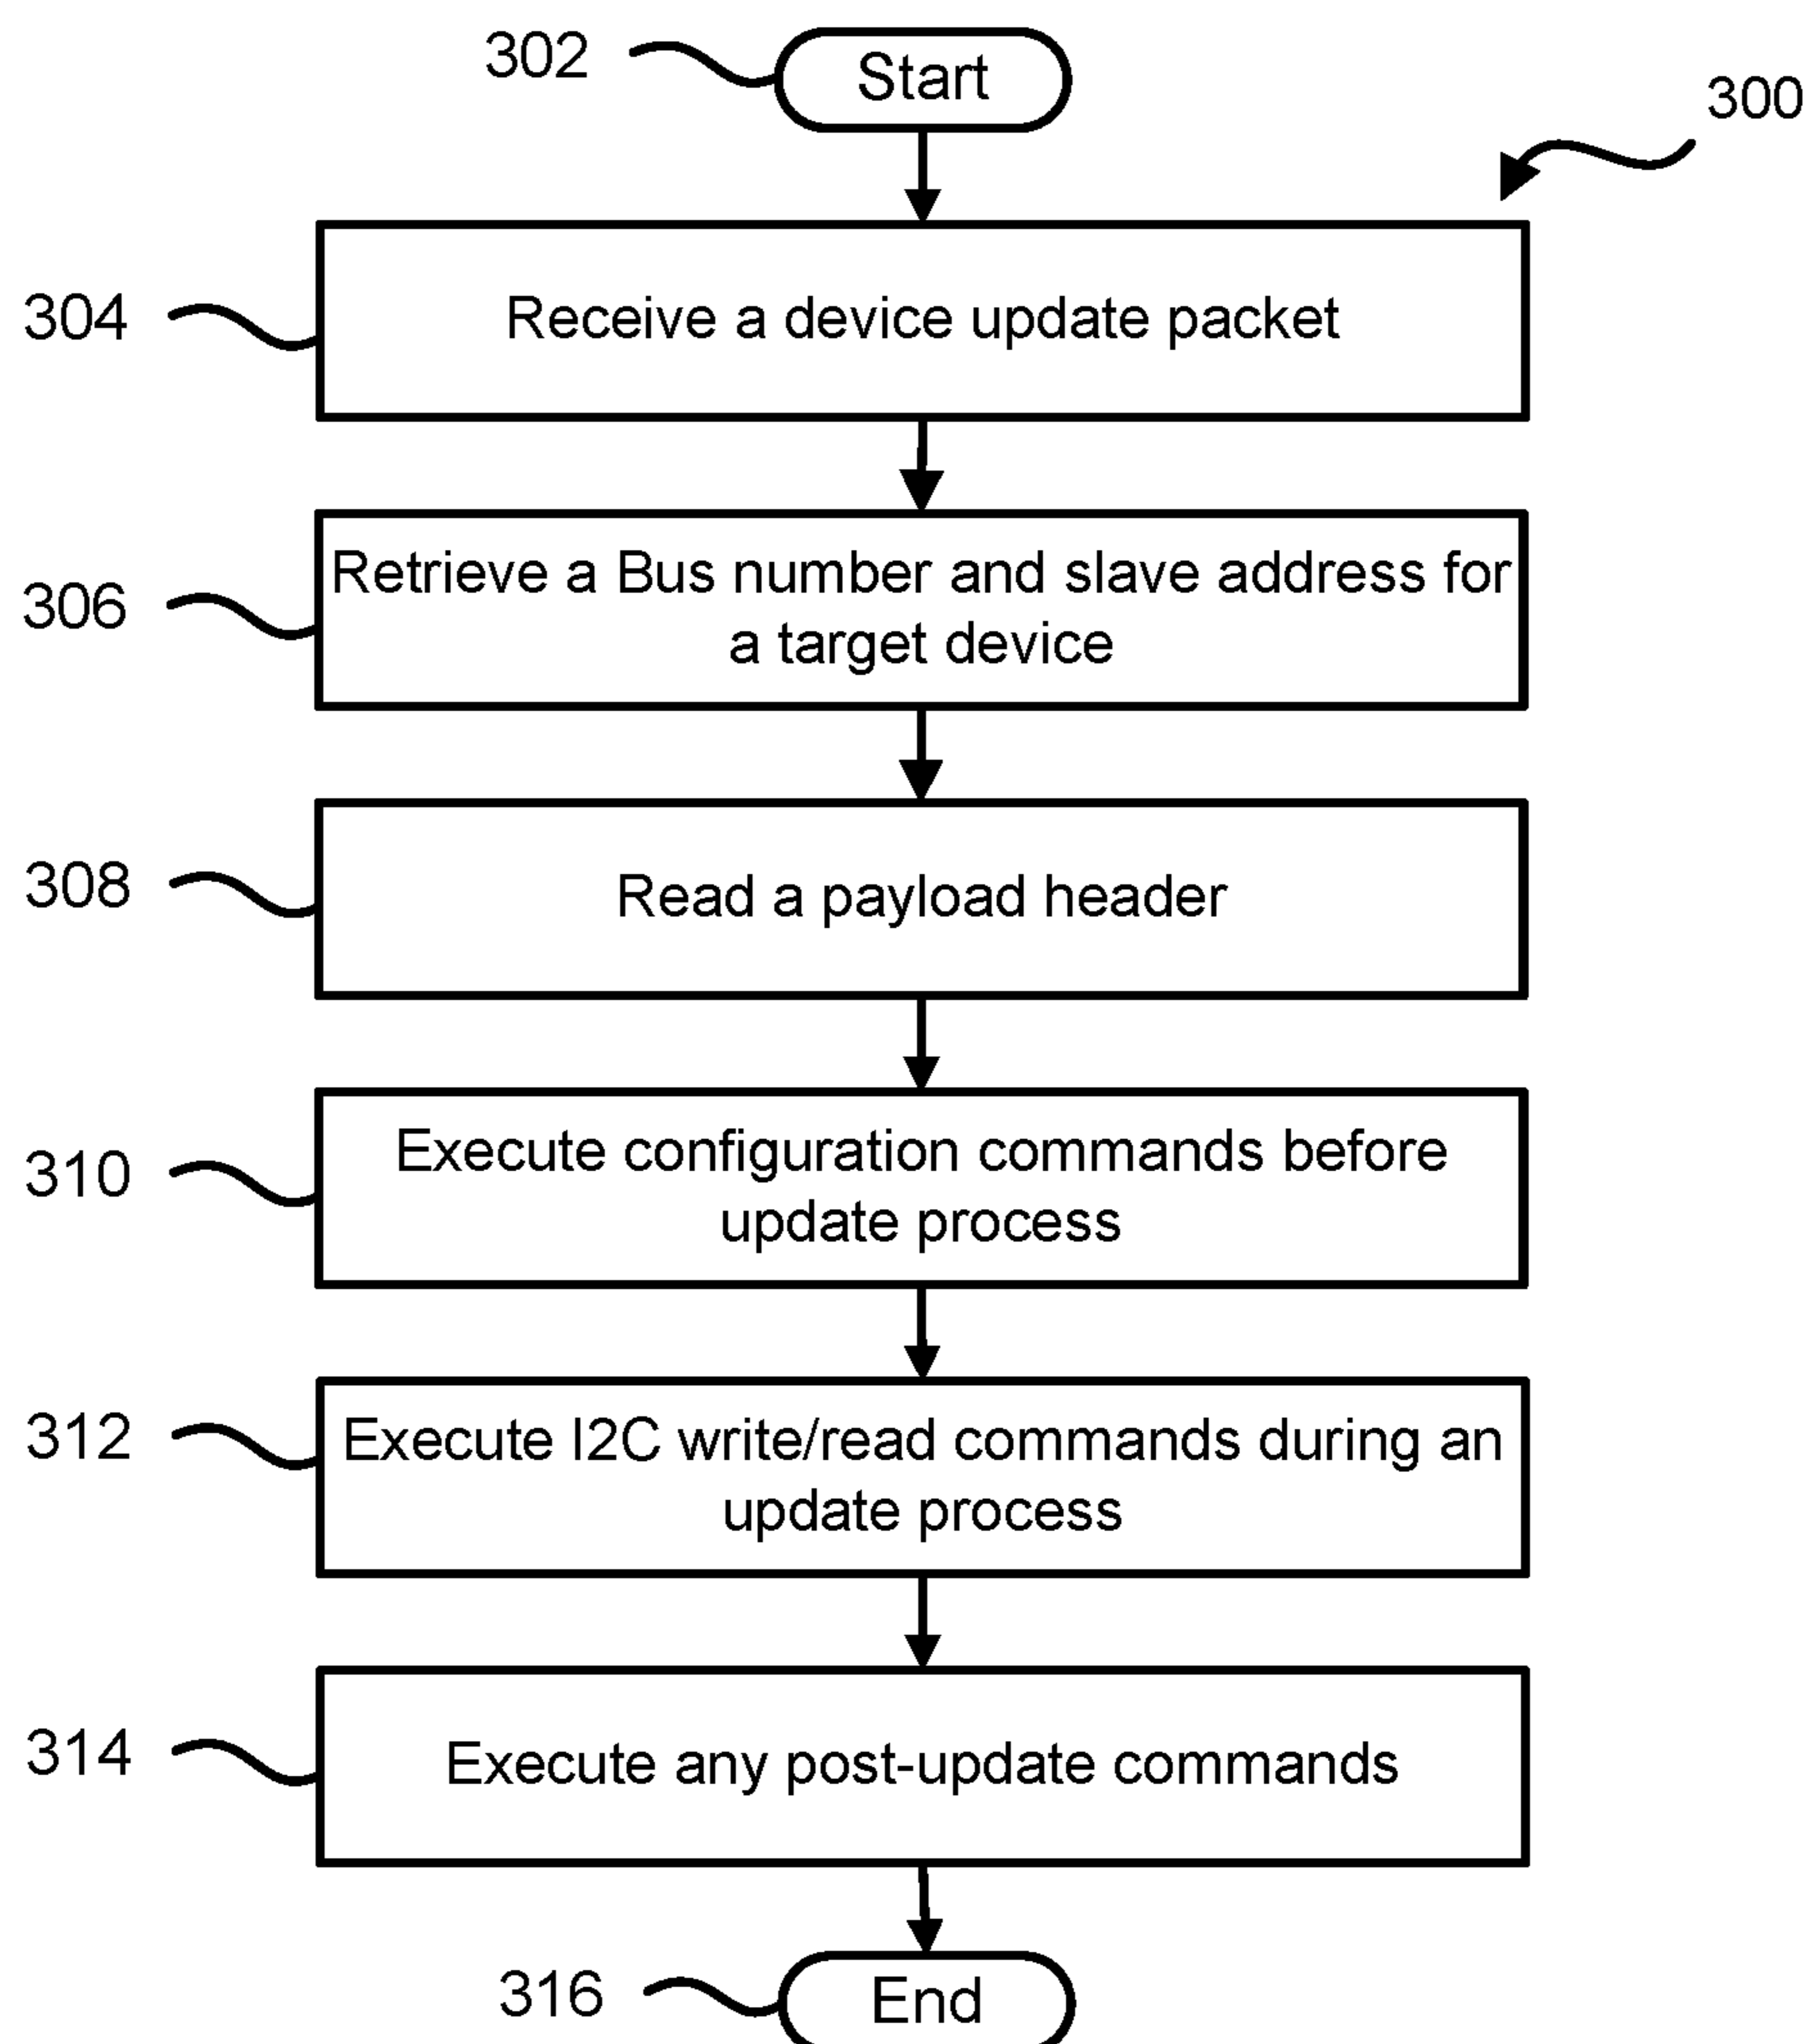 302
Start
300
304
Receive a device update packet
306
Retrieve a Bus number and slave address for
a target device
308
Read a payload header
310
Execute configuration commands before
update process
312
Execute I2C write/read commands during an
update process
314
Execute any post-update commands
316
End